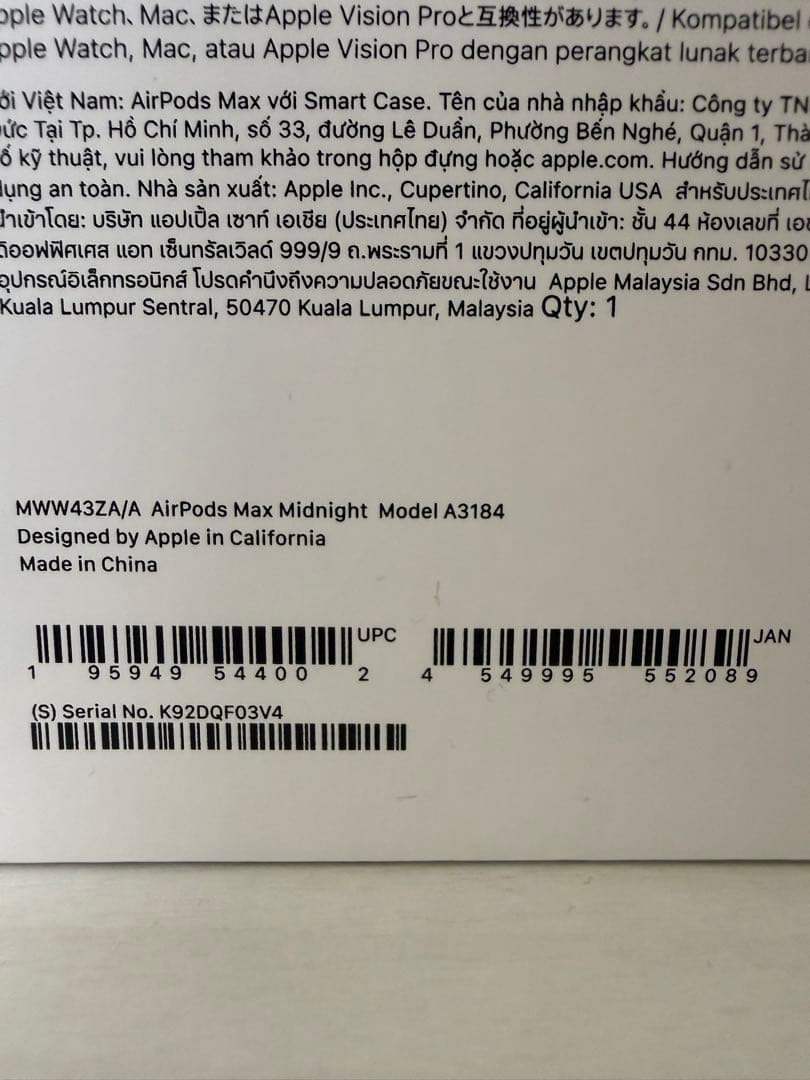 Apple Watch、Mac、またはApple Vision Proと互換性があります。/ Kompatibel
Apple Watch, Mac, atau Apple Vision Pro dengan perangkat lunak
Việt Nam: AirPods Max với Smart Case. Tên của nhà nhập khẩu: Công ty TN
Tại Tp. Hồ Chí Minh, số 33, đường Lê Duẩn, Phường Bến Nghé, Quận 1,
kỹ thuật, vui lòng tham khảo trong hộp đựng hoặc apple.com. Hướng dẫn sử
dụng an toàn. Nhà sản xuất: Apple Inc., Cupertino, California USA สำหรับประเทศไ
นำเข้าโดย: บริษัท แอปเปิ้ล เซาท์ เอเชีย (ประเทศไทย) จำกัด ที่อยู่ผู้นำเข้า: ชั้น 44 ห้องเลขที่
ดิออฟฟิศเศส แอท เซ็นทรัลเวิลด์ 999/9 ถ.พระรามที่ 1 แขวงปทุมวัน เขตปทุมวัน กทม. 10330
อุปกรณ์อิเล็กทรอนิกส์ โปรดคำนึงถึงความปลอดภัยขณะใช้งาน Apple Malaysia Sdn Bhd,
Kuala Lumpur Sentral, 50470 Kuala Lumpur, Malaysia Qty: 1
MWW43ZA/A AirPods Max Midnight Model A3184
Designed by Apple in California
Made in China
UPC
1 95949 54400 2
JAN
4 549995 552089
(S) Serial No. K92DQF03V4